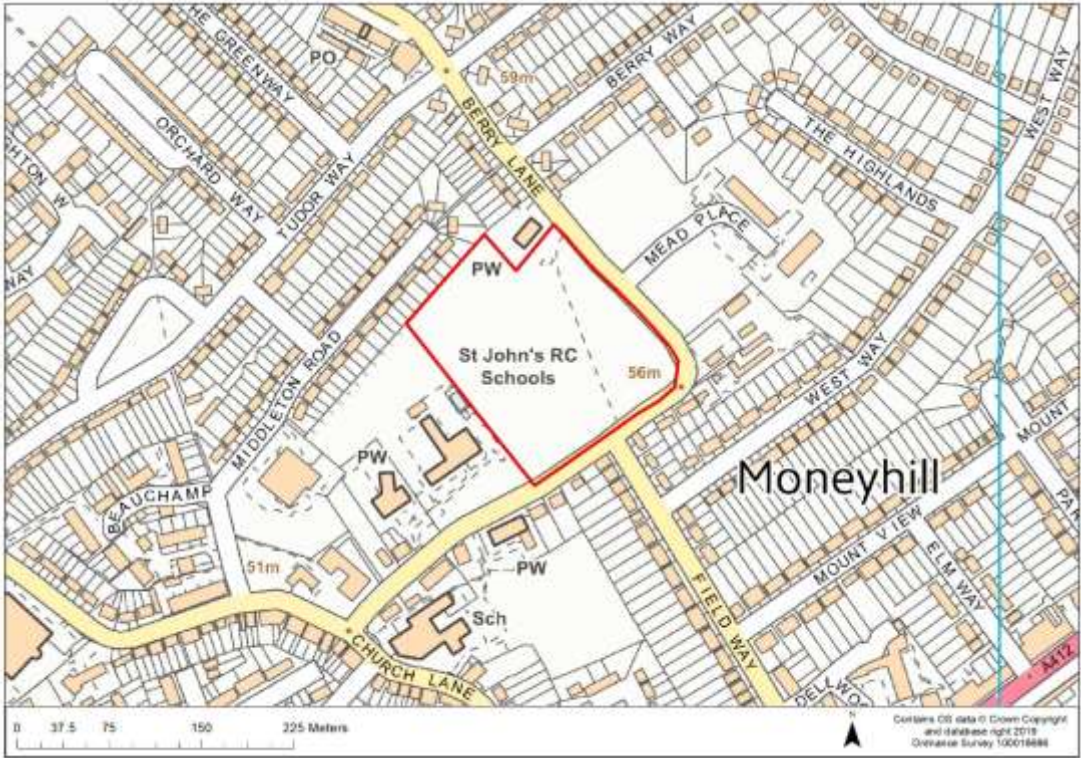 THE GREENWAY
PO
59m
BERRY WAY
WEST WAY
BERRY LANE
ORCHARD WAY
TUDOR WAY
THE HIGHLANDS
MEAD PLACE
WAY
PW
St John's RC
Schools
56m
MIDDLETON ROAD
WEST WAY
MOUNT
PW
Moneyhill
BEAUCHAMP
MOUNT VIEW
ELM WAY
51m
PW
FIELD WAY
Sch
CHURCH LANE
A412
0 37.5 75 150 225 Meters
N
Contains OS data © Crown Copyright
and database right 2019
Ordnance Survey 100018686